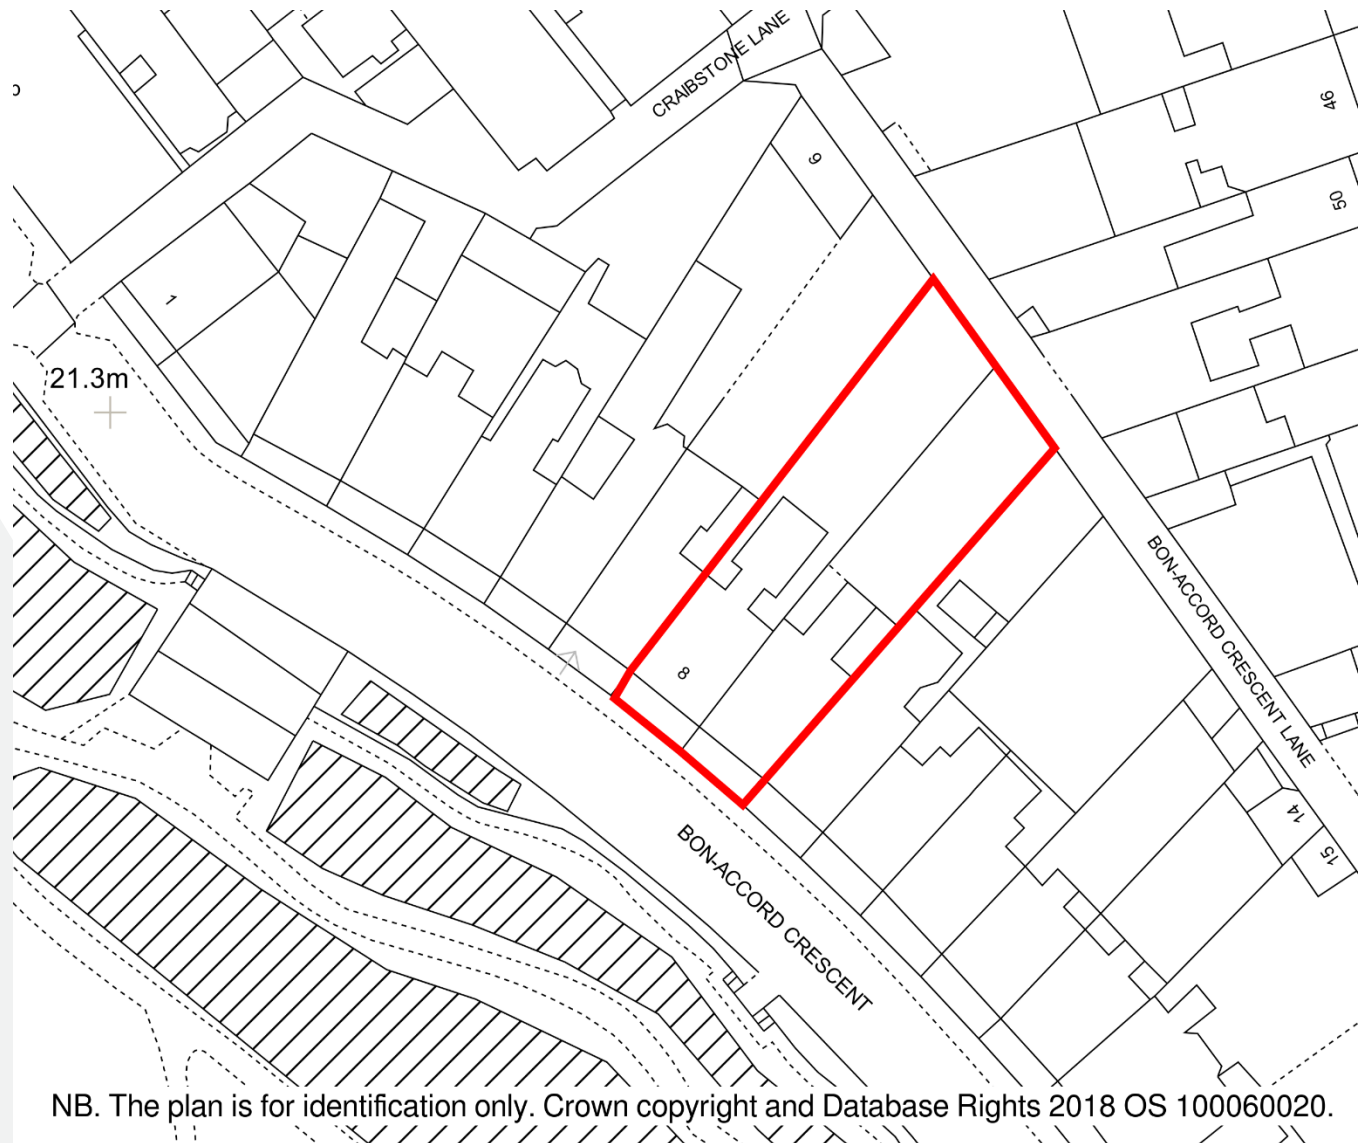 CRAIBSTONE LANE
46
9
50
1
21.3m
BON-ACCORD CRESCENT LANE
8
14
15
BON-ACCORD CRESCENT
NB. The plan is for identification only. Crown copyright and Database Rights 2018 OS 100060020.